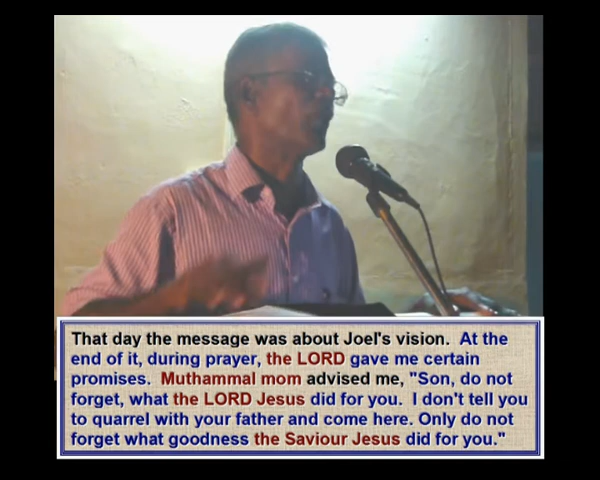 That day the message was about Joel's vision.  At the
end of it, during prayer, the LORD gave me certain
promises.  Muthammal mom advised me, "Son, do not
forget, what the LORD Jesus did for you.  I don't tell you
to quarrel with your father and come here. Only do not
forget what goodness the Saviour Jesus did for you."